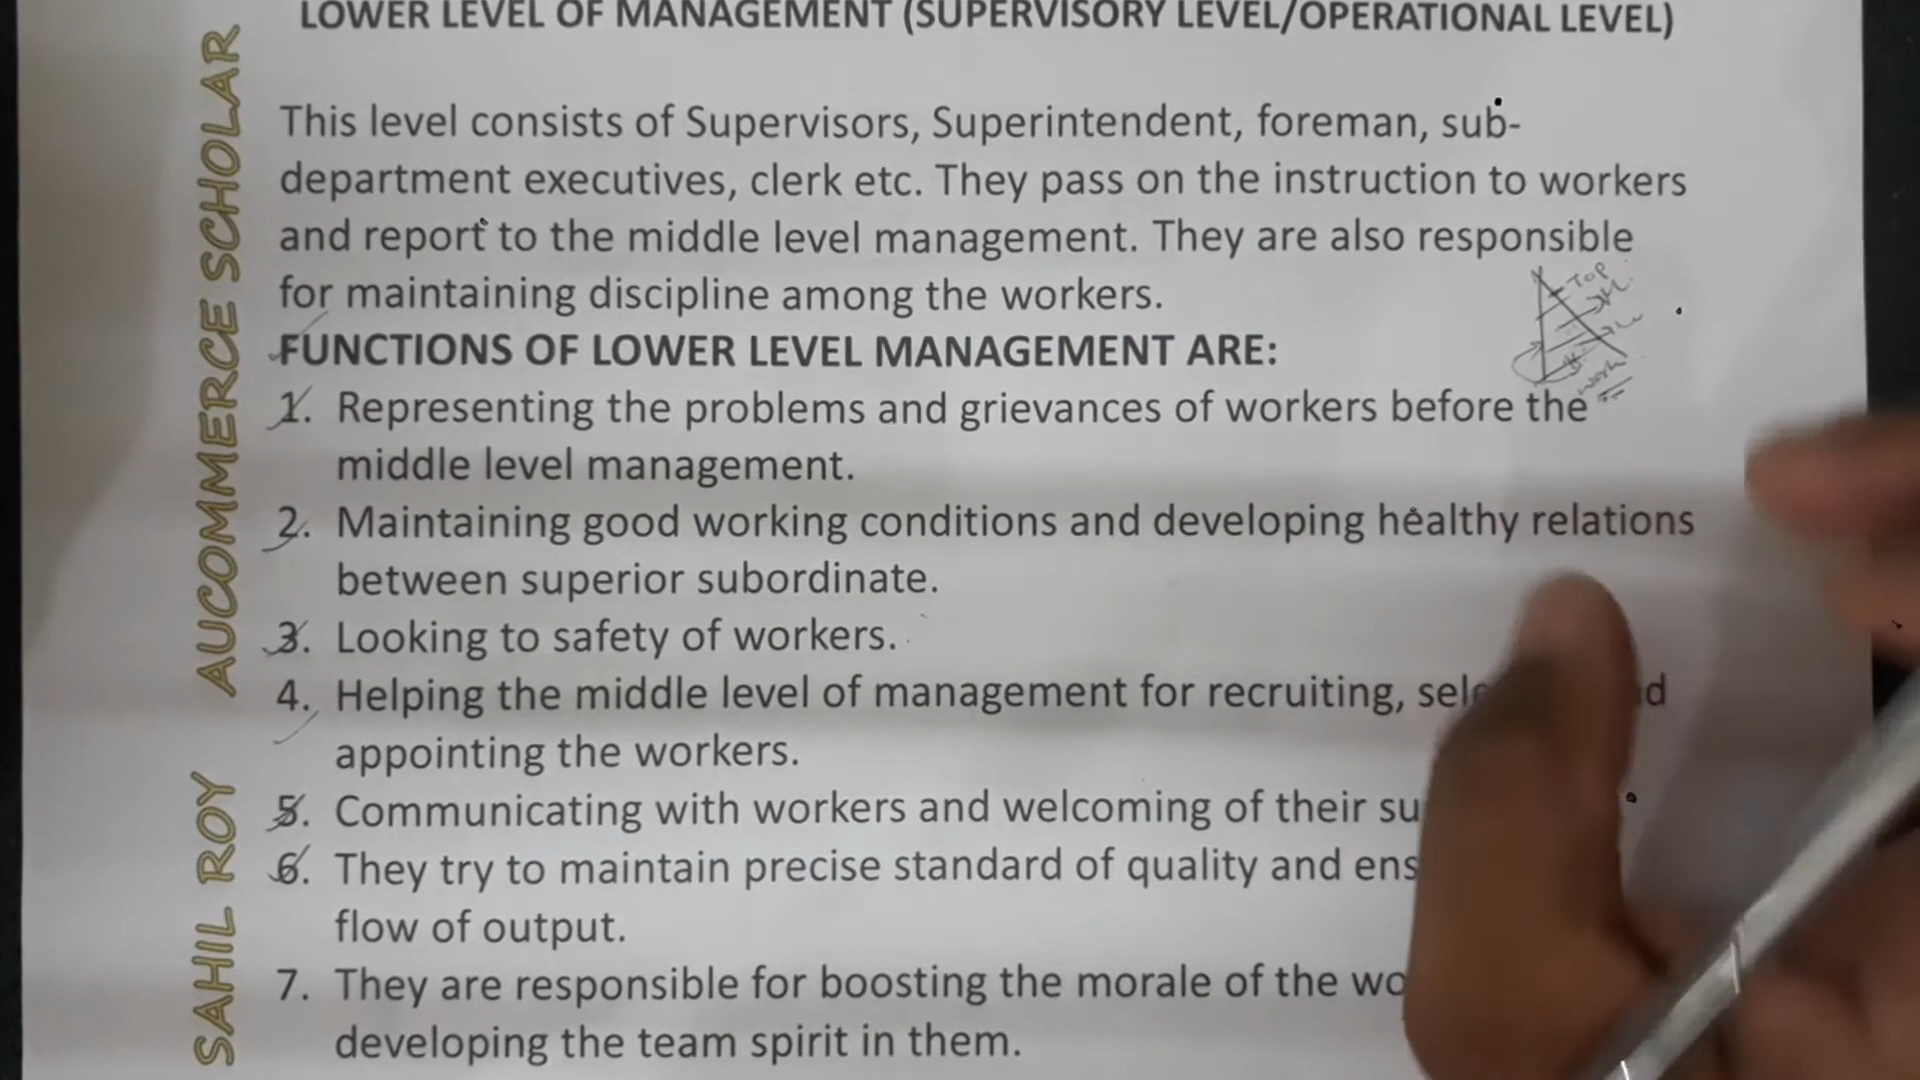 LOWER LEVEL OF MANAGEMENT (SUPERVISORY LEVEL/OPERATIONAL LEVEL)
This level consists of Supervisors, Superintendent, foreman, sub-
department executives, clerk etc. They pass on the instruction to workers
and report to the middle level management. They are also responsible
for maintaining discipline among the workers.
Top
FUNCTIONS OF LOWER LEVEL MANAGEMENT ARE:
work
1. Representing the problems and grievances of workers before the
middle level management.
2. Maintaining good working conditions and developing healthy relations
between superior subordinate.
3. Looking to safety of workers.
4. Helping the middle level of management for recruiting,
appointing the workers.
5. Communicating with workers and welcoming of their
6. They try to maintain precise standard of quality and
flow of output.
7. They are responsible for boosting the morale of the
developing the team spirit in them.
SAHIL ROY AUCOMMERCE SCHOLAR